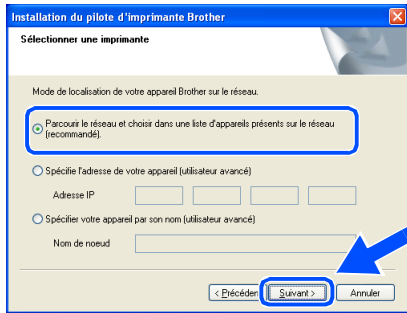 Installation du pilote d'imprimante Brother
Sélectionner une imprimante
Mode de localisation de votre appareil Brother sur le réseau.
Parcourir le réseau et choisir dans une liste d'appareils présents sur le réseau
(recommandé).
Spécifie l'adresse de votre appareil (utilisateur avancé)
Adresse IP
Spécifier votre appareil par son nom (utilisateur avancé)
Nom de noeud
< Précéden Suivant > Annuler